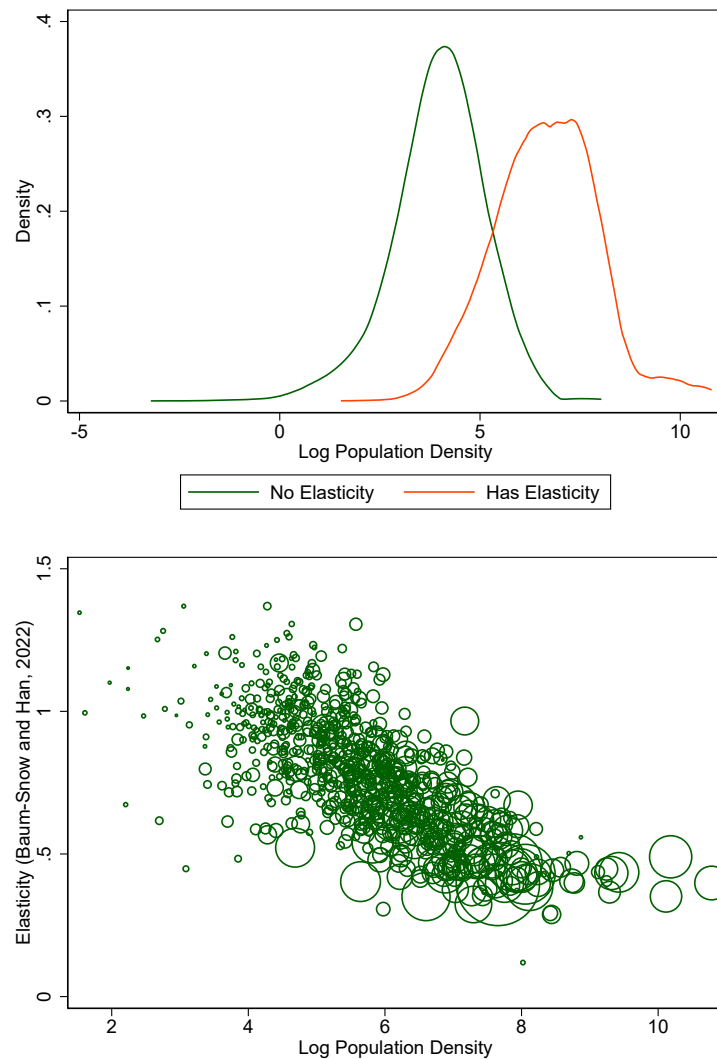 Density
.4
.3
.2
.1
0
-5 0 5 10
Log Population Density
No Elasticity Has Elasticity
Elasticity (Baum-Snow and Han, 2022)
1.5
1
.5
0
2 4 6 8 10
Log Population Density